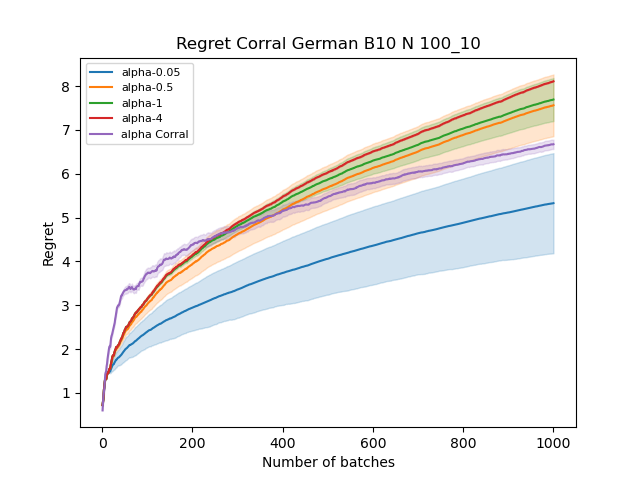 Regret Corral German B10 N 100_10
alpha-0.05
alpha-0.5
alpha-1
alpha-4
alpha Corral
8
7
6
5
4
3
2
1
Regret
0
200
400
600
800
1000
Number of batches